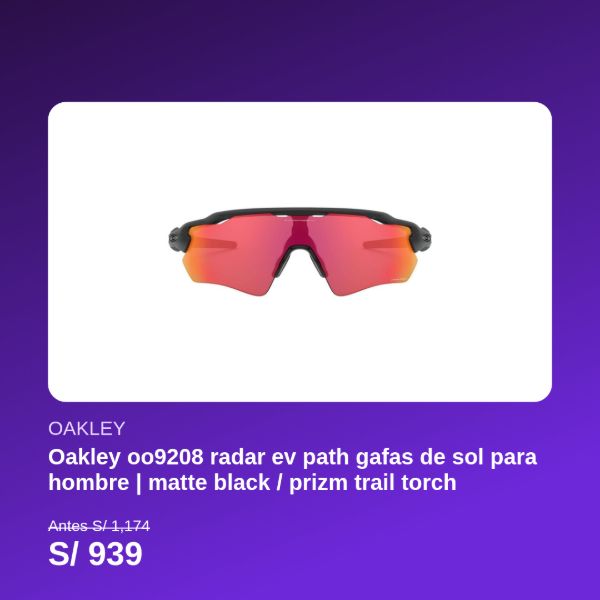 OAKLEY
Oakley oo9208 radar ev path gafas de sol para
hombre | matte black / prizm trail torch
Antes S/ 1,174
S/ 939